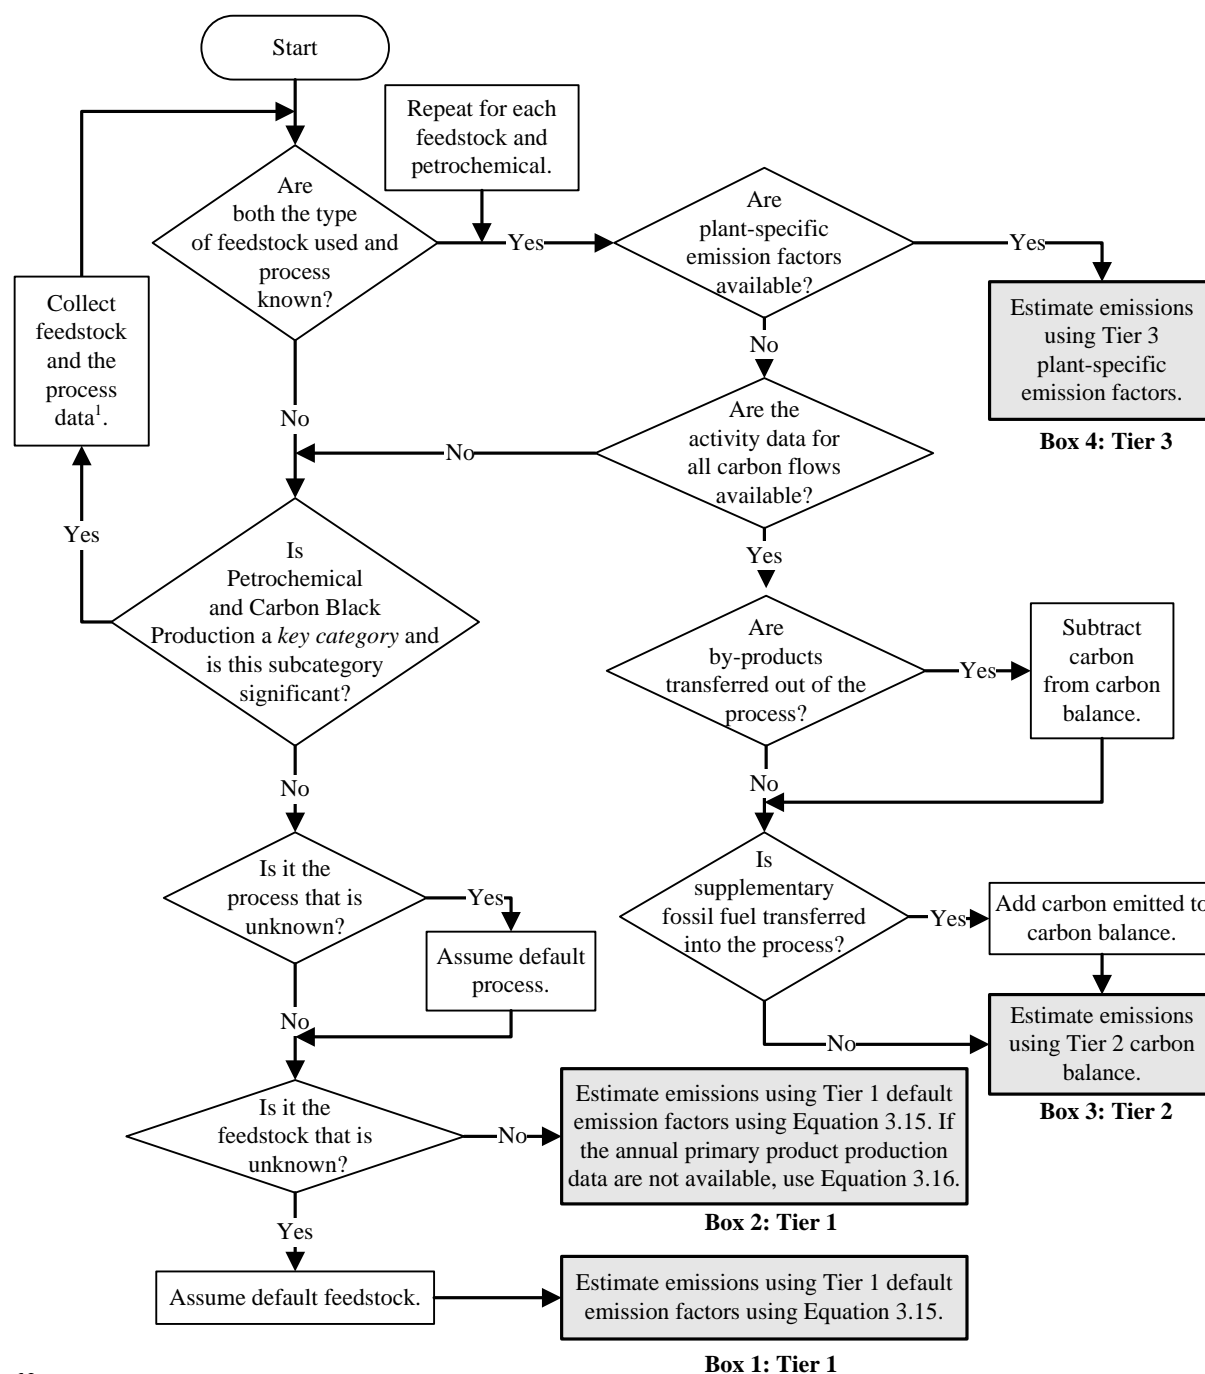 Start
Repeat for each
feedstock and
petrochemical.
Are
both the type
of feedstock used and
process
known?
Yes
Are
plant-specific
emission factors
available?
Yes
Estimate emissions
using Tier 3
plant-specific
emission factors.
Box 4: Tier 3
Collect
feedstock
and the
process
data¹.
No
No
Are the
activity data for
all carbon flows
available?
No
Yes
Yes
Is
Petrochemical
and Carbon Black
Production a key category and
is this subcategory
significant?
Are
by-products
transferred out of the
process?
Yes
Subtract
carbon
from carbon
balance.
No
No
Is it the
process that is
unknown?
Yes
Assume default
process.
Is
supplementary
fossil fuel transferred
into the process?
Yes
Add carbon emitted to
carbon balance.
No
No
Estimate emissions
using Tier 2 carbon
balance.
Box 3: Tier 2
Is it the
feedstock that is
unknown?
No
Estimate emissions using Tier 1 default
emission factors using Equation 3.15. If
the annual primary product production
data are not available, use Equation 3.16.
Box 2: Tier 1
Yes
Assume default feedstock.
Estimate emissions using Tier 1 default
emission factors using Equation 3.15.
Box 1: Tier 1